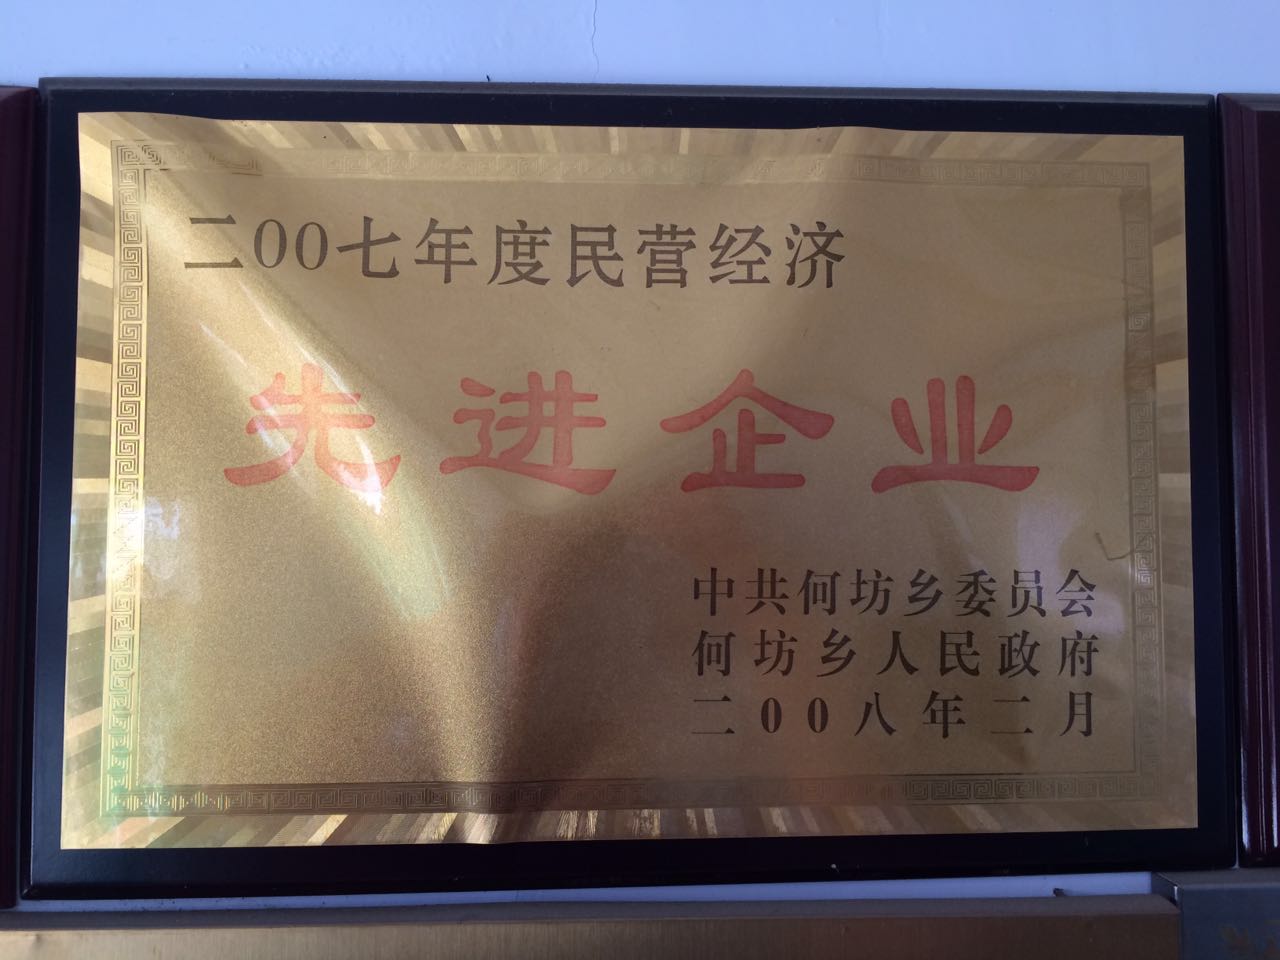 二00七年度民营经济
先进企业
中共何坊乡委员会
何坊乡人民政府
二00八年二月